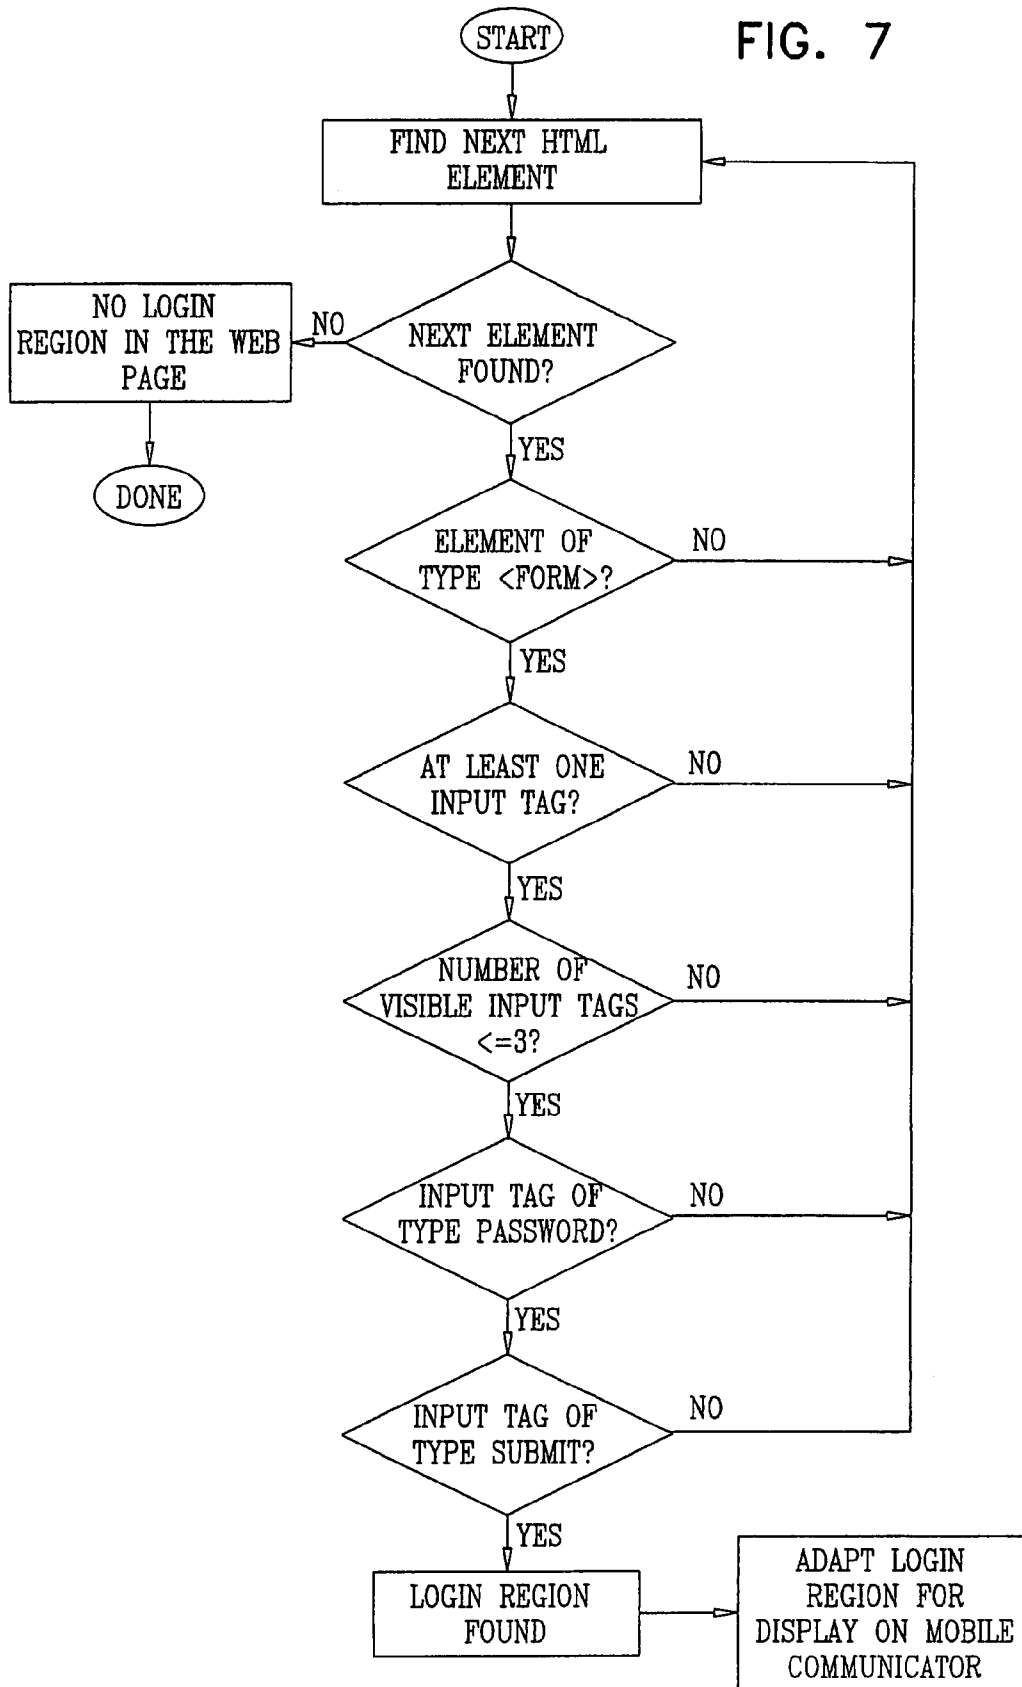 START
FIG. 7
FIND NEXT HTML
ELEMENT
NO LOGIN
REGION IN THE WEB
PAGE
NO
NEXT ELEMENT
FOUND?
YES
DONE
ELEMENT OF
TYPE <FORM>?
NO
YES
AT LEAST ONE
INPUT TAG?
NO
YES
NUMBER OF
VISIBLE INPUT TAGS
<=3?
NO
YES
INPUT TAG OF
TYPE PASSWORD?
NO
YES
INPUT TAG OF
TYPE SUBMIT?
NO
YES
LOGIN REGION
FOUND
ADAPT LOGIN
REGION FOR
DISPLAY ON MOBILE
COMMUNICATOR